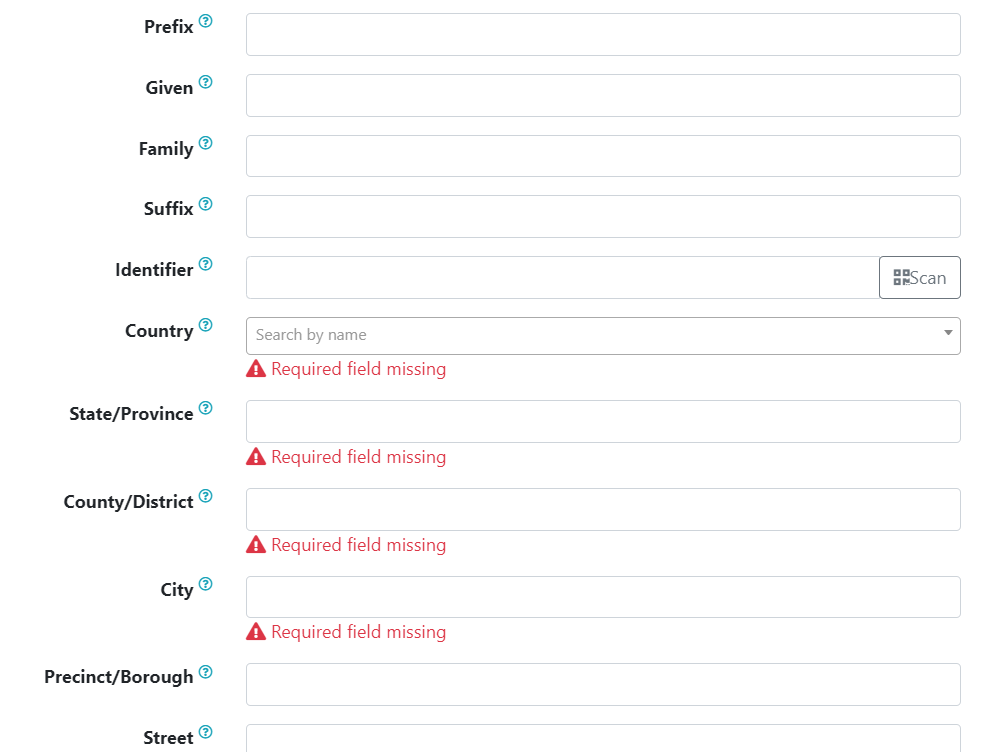 Prefix
Given
Family
Suffix
Identifier
Scan
Country
Search by name
Required field missing
State/Province
Required field missing
County/District
Required field missing
City
Required field missing
Precinct/Borough
Street